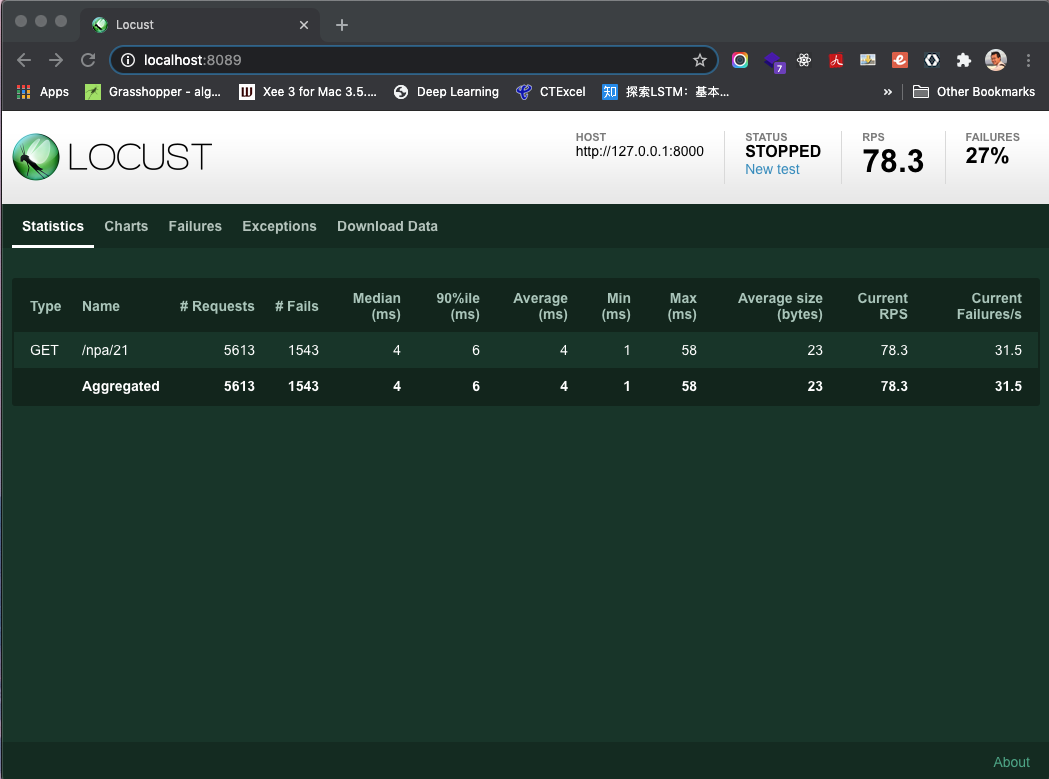 Locust
localhost:8089
7
Apps
Grasshopper - alg...
Xee 3 for Mac 3.5....
Deep Learning
CTExcel
知
探索LSTM：基本...
»
Other Bookmarks
LOCUST
HOST
http://127.0.0.1:8000
STATUS
STOPPED
New test
RPS
78.3
FAILURES
27%
Statistics Charts Failures Exceptions Download Data
Type Name # Requests # Fails Median (ms) 90%ile (ms) Average (ms) Min (ms) Max (ms) Average size (bytes) Current RPS Current Failures/s
GET /npa/21 5613 1543 4 6 4 1 58 23 78.3 31.5
Aggregated 5613 1543 4 6 4 1 58 23 78.3 31.5
About